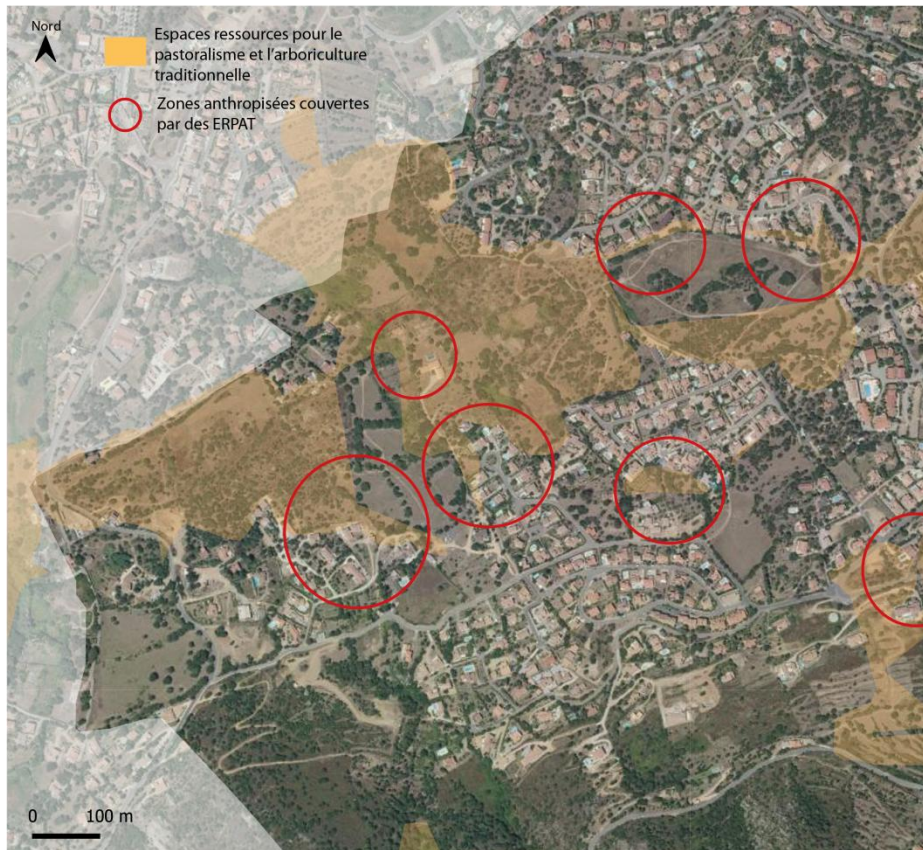 Nord
Espaces ressources pour le
pastoralisme et l'arboriculture
traditionnelle
Zones anthropisées couvertes
par des ERPAT
0 100 m